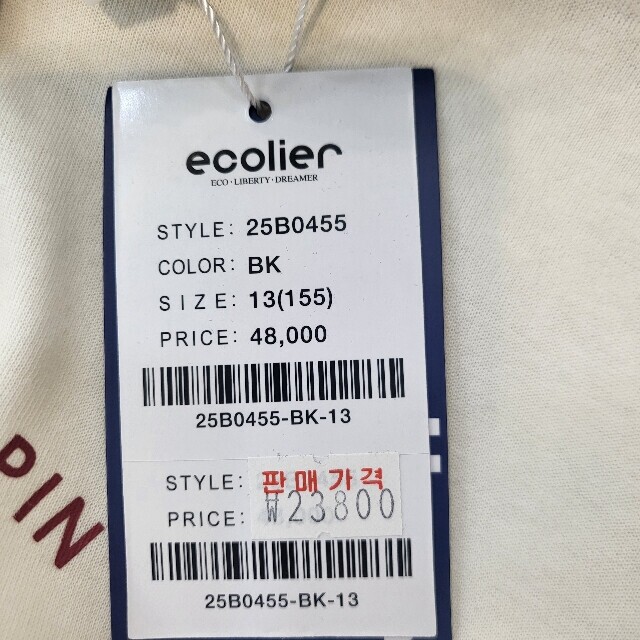 ecolier
ECO·LIBERTY·DREAMER
STYLE: 25B0455
COLOR: BK
SIZE: 13(155)
PRICE: 48,000
25B0455-BK-13
STYLE: 판매가격
PRICE: ₩23800
25B0455-BK-13
PIN